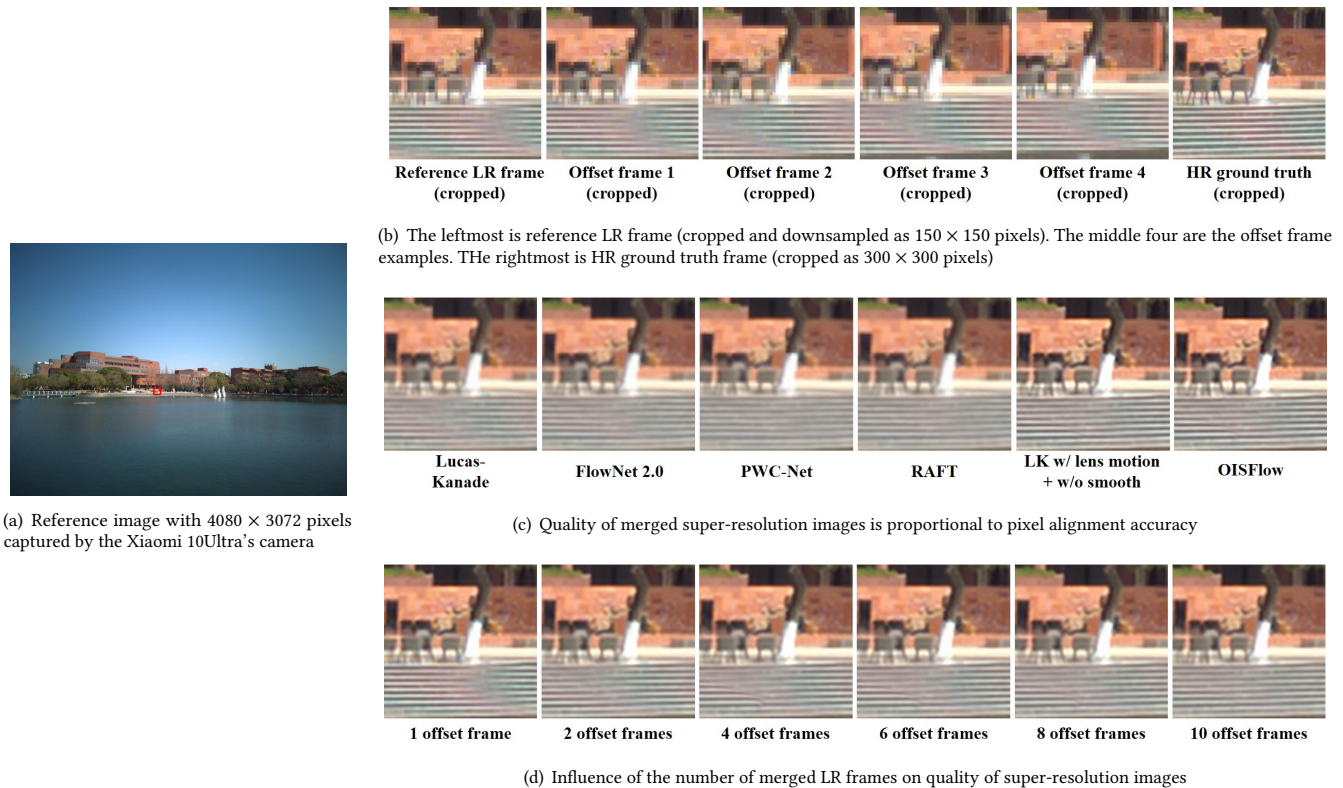 Reference LR frame
(cropped)
Offset frame 1
(cropped)
Offset frame 2
(cropped)
Offset frame 3
(cropped)
Offset frame 4
(cropped)
HR ground truth
(cropped)
(b) The leftmost is reference LR frame (cropped and downsampled as 150 × 150 pixels). The middle four are the offset frame
examples. THe rightmost is HR ground truth frame (cropped as 300 × 300 pixels)
(a) Reference image with 4080 × 3072 pixels
captured by the Xiaomi 10Ultra's camera
Lucas-
Kanade
FlowNet 2.0
PWC-Net
RAFT
LK w/ lens motion
+ w/o smooth
OISFlow
(c) Quality of merged super-resolution images is proportional to pixel alignment accuracy
1 offset frame
2 offset frames
4 offset frames
6 offset frames
8 offset frames
10 offset frames
(d) Influence of the number of merged LR frames on quality of super-resolution images